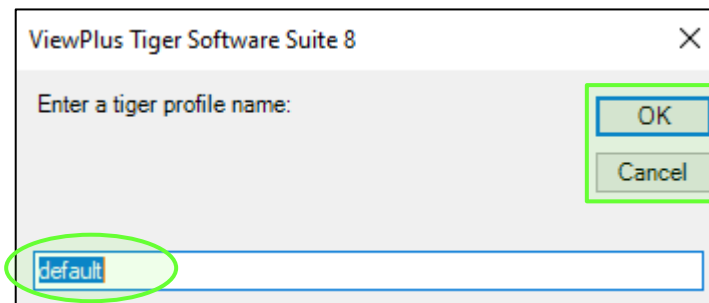 ViewPlus Tiger Software Suite 8
Enter a tiger profile name:
OK
Cancel
default